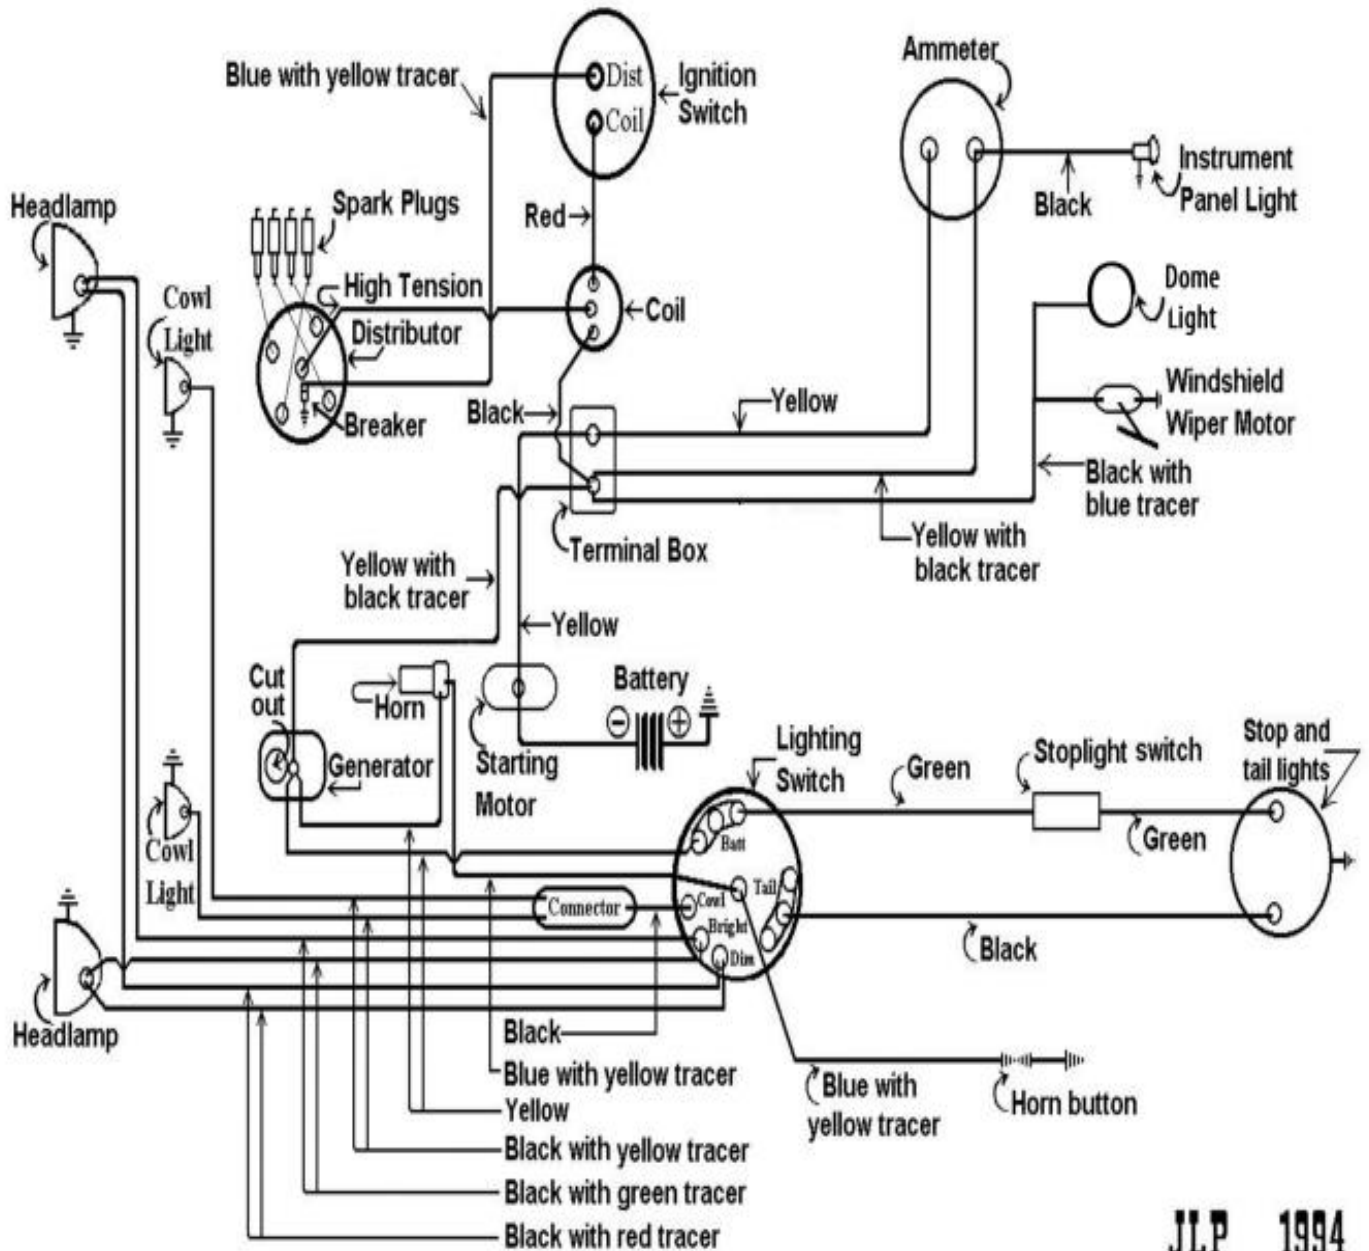 Blue with yellow tracer
Dist
Coil
Ignition
Switch
Ammeter
Instrument
Panel Light
Black
Headlamp
Spark Plugs
Red
High Tension
Cowl
Light
Distributor
Coil
Dome
Light
Breaker
Black
Yellow
Windshield
Wiper Motor
Black with
blue tracer
Terminal Box
Yellow with
black tracer
Yellow with
black tracer
Yellow
Cut
out
Horn
Battery
- +
Generator
Starting
Motor
Lighting
Switch
Green
Stoplight switch
Stop and
tail lights
Green
Cowl
Light
Batt
Tail
Connector
Cowl
Bright
Dim
Black
Headlamp
Black
Blue with yellow tracer
Yellow
Black with yellow tracer
Black with green tracer
Black with red tracer
Blue with
yellow tracer
Horn button
JLP 1994